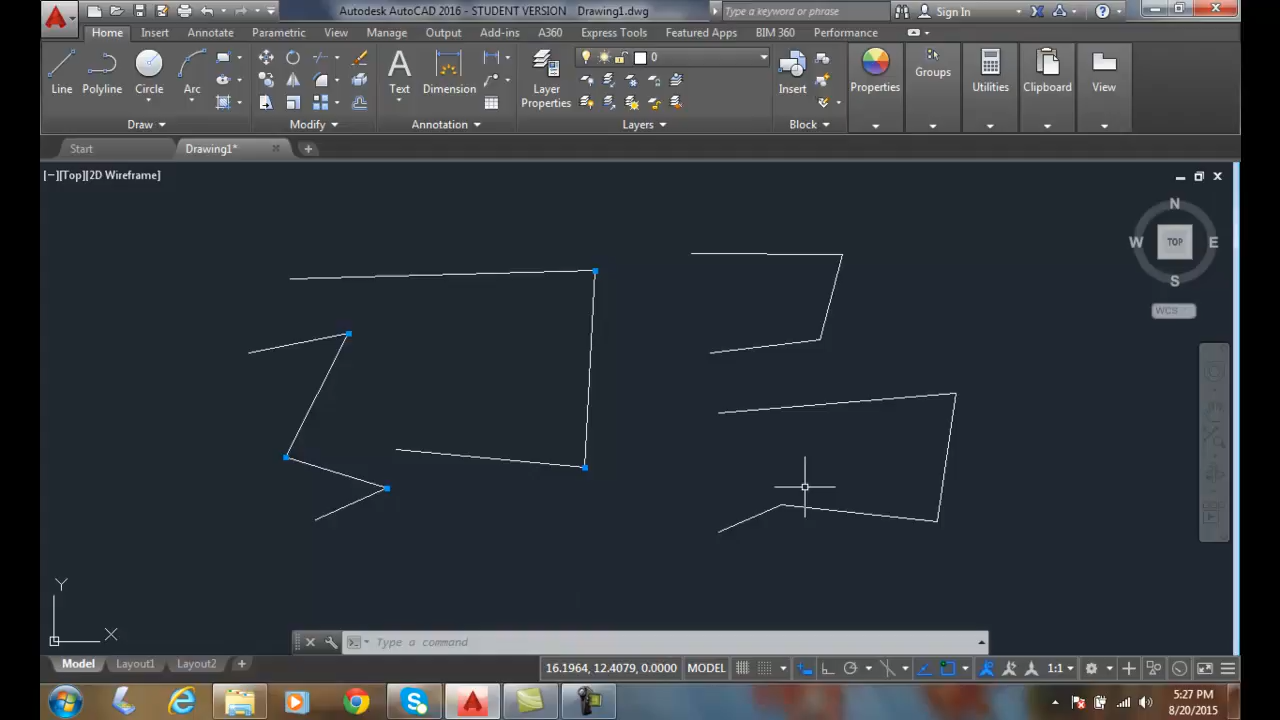 Autodesk AutoCAD 2016 - STUDENT VERSION Drawing1.dwg
Type a keyword or phrase
Sign In
Home Insert Annotate Parametric View Manage Output Add-ins A360 Express Tools Featured Apps BIM 360 Performance
0
Line Polyline Circle Arc
Text Dimension
Layer
Properties
Insert
Properties
Groups
Utilities
Clipboard
View
Draw Modify Annotation Layers Block
Start Drawing1*
[−][Top][2D Wireframe]
N
W TOP E
S
WCS
Y
X
Type a command
Model Layout1 Layout2
16.1964, 12.4079, 0.0000 MODEL 1:1
5:27 PM
8/20/2015